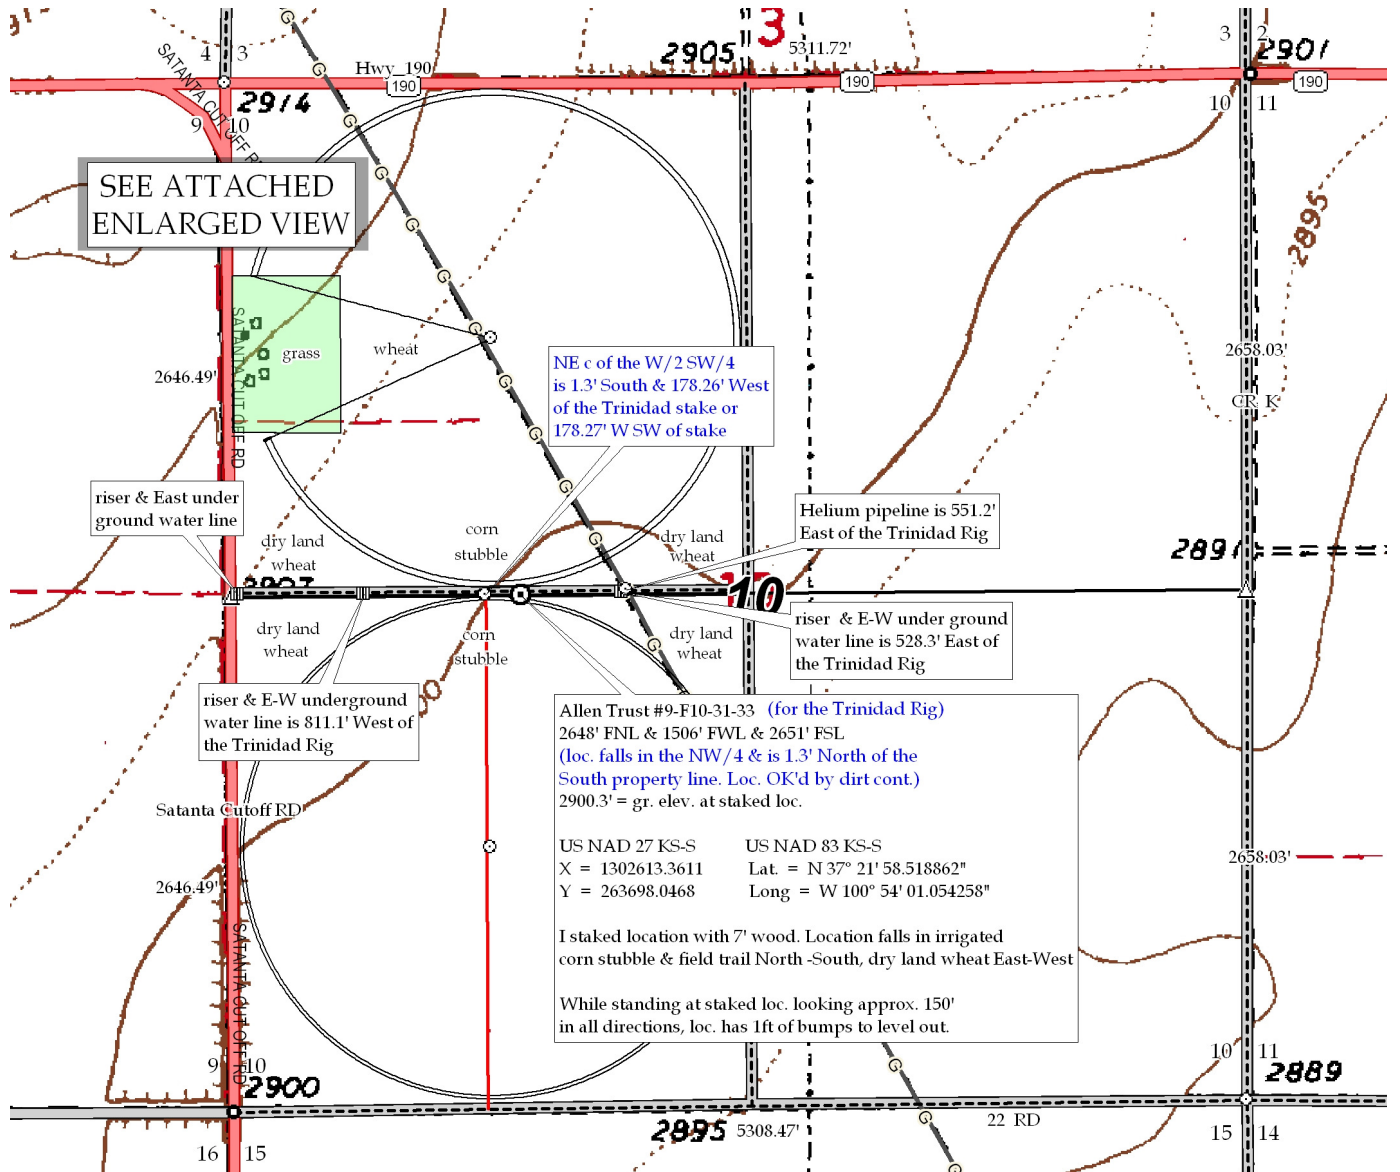 3
2905
5311.72'
3
2
2901
4
3
Hwy 190
190
190
190
SATANTA CUT OFF RD
2914
9
10
10
11
SEE ATTACHED
ENLARGED VIEW
2895
SATANTA CUT OFF RD
grass
wheat
2646.49'
2658.03'
CR K
NE c of the W/2 SW/4
is 1.3' South & 178.26' West
of the Trinidad stake or
178.27' W SW of stake
riser & East under
ground water line
Helium pipeline is 551.2'
East of the Trinidad Rig
corn
stubble
dry land
wheat
dry land
wheat
2891
2903
10
riser & E-W under ground
water line is 528.3' East of
the Trinidad Rig
dry land
wheat
corn
stubble
dry land
wheat
riser & E-W underground
water line is 811.1' West of
the Trinidad Rig
Allen Trust #9-F10-31-33 (for the Trinidad Rig)
2648' FNL & 1506' FWL & 2651' FSL
(loc. falls in the NW/4 & is 1.3' North of the
South property line. Loc. OK'd by dirt cont.)
2900.3' = gr. elev. at staked loc.
US NAD 27 KS-S US NAD 83 KS-S
X = 1302613.3611 Lat. = N 37° 21' 58.518862"
Y = 263698.0468 Long = W 100° 54' 01.054258"
I staked location with 7' wood. Location falls in irrigated
corn stubble & field trail North -South, dry land wheat East-West
While standing at staked loc. looking approx. 150'
in all directions, loc. has 1ft of bumps to level out.
Satanta Cutoff RD
2646.49'
2658.03'
SATANTA CUT OFF RD
9
10
2900
10
11
2889
2895
5308.47'
22 RD
16
15
15
14